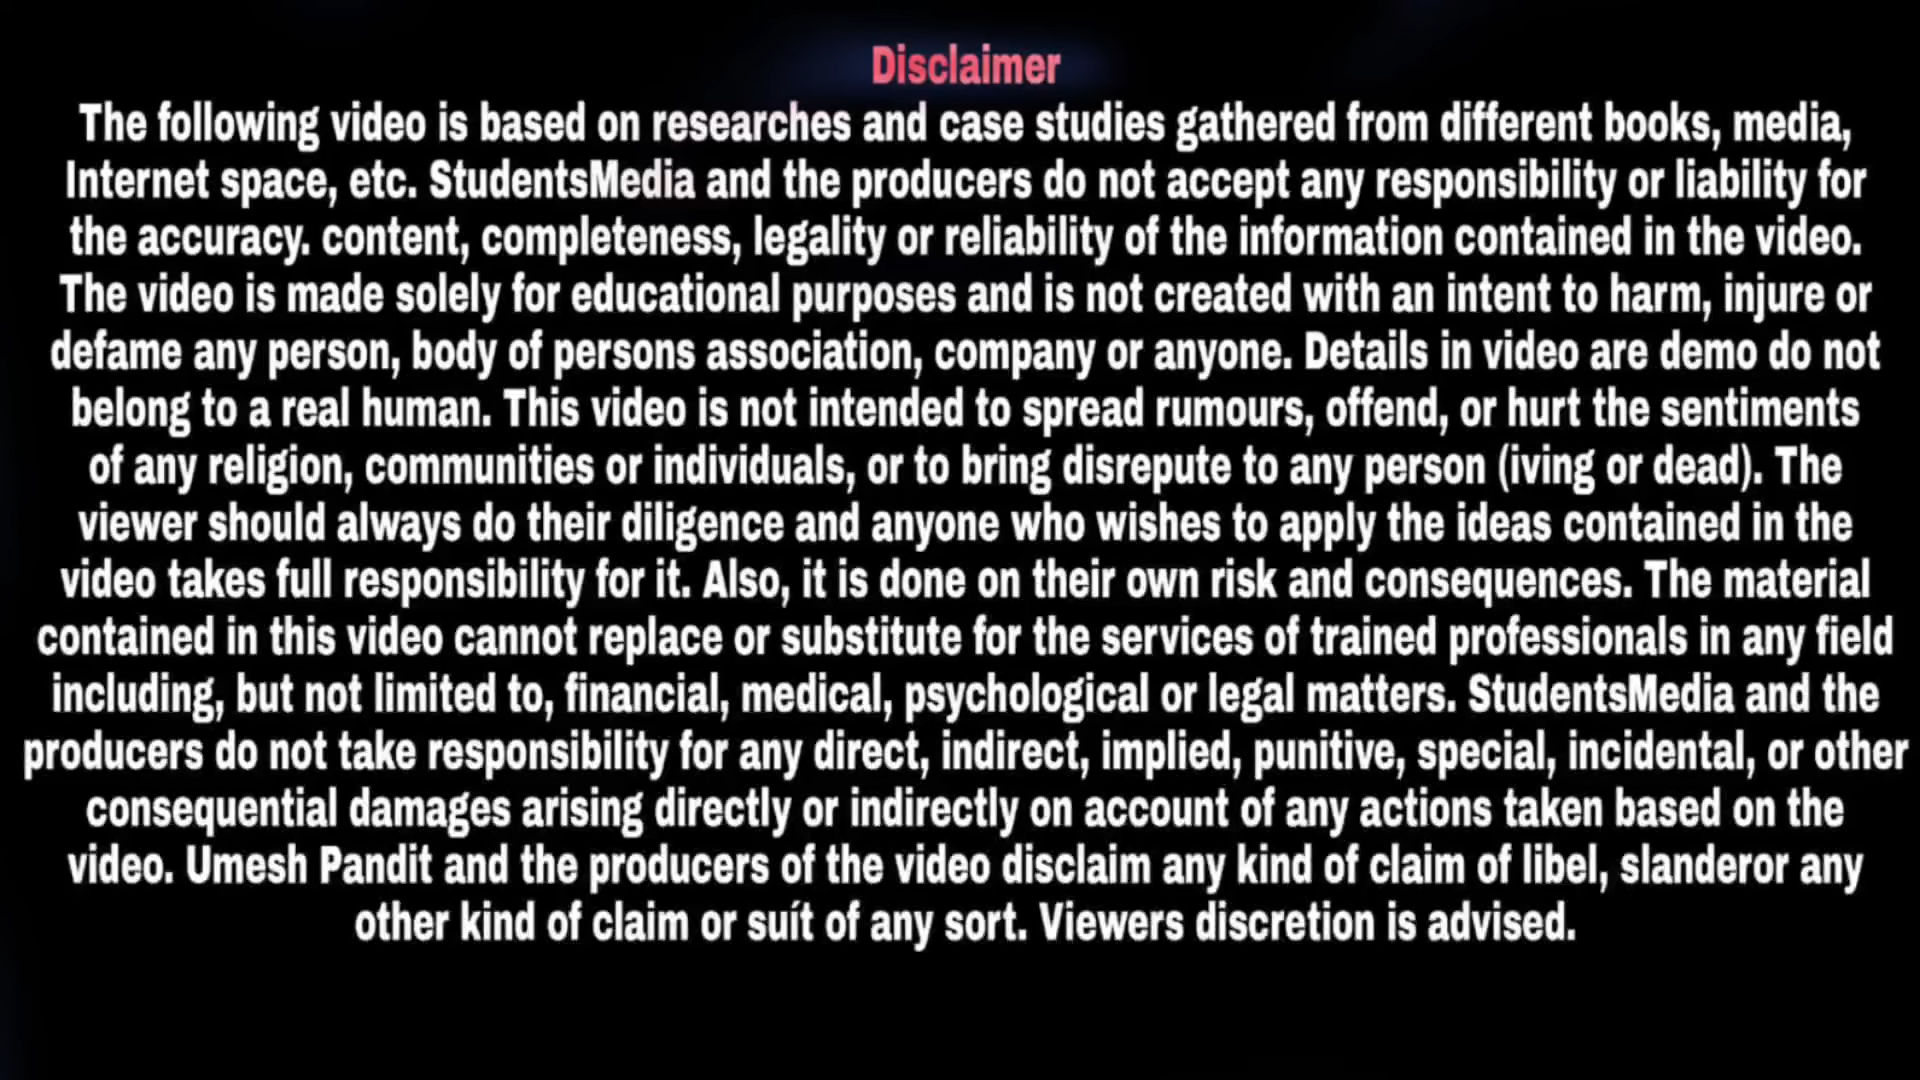 Disclaimer
The following video is based on researches and case studies gathered from different books, media,
Internet space, etc. StudentsMedia and the producers do not accept any responsibility or liability for
the accuracy. content, completeness, legality or reliability of the information contained in the video.
The video is made solely for educational purposes and is not created with an intent to harm, injure or
defame any person, body of persons association, company or anyone. Details in video are demo do not
belong to a real human. This video is not intended to spread rumours, offend, or hurt the sentiments
of any religion, communities or individuals, or to bring disrepute to any person (iving or dead). The
viewer should always do their diligence and anyone who wishes to apply the ideas contained in the
video takes full responsibility for it. Also, it is done on their own risk and consequences. The material
contained in this video cannot replace or substitute for the services of trained professionals in any field
including, but not limited to, financial, medical, psychological or legal matters. StudentsMedia and the
producers do not take responsibility for any direct, indirect, implied, punitive, special, incidental, or other
consequential damages arising directly or indirectly on account of any actions taken based on the
video. Umesh Pandit and the producers of the video disclaim any kind of claim of libel, slanderor any
other kind of claim or suít of any sort. Viewers discretion is advised.